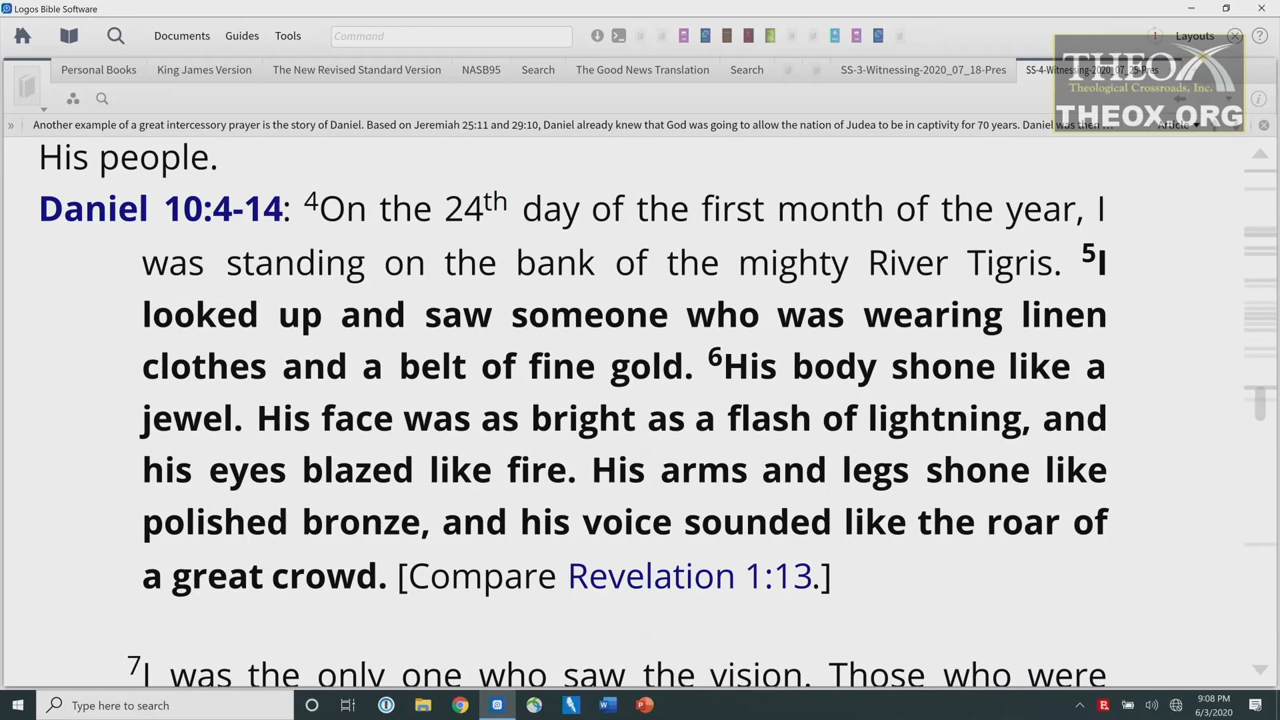 Logos Bible Software
Documents Guides Tools Command Layouts
Personal Books King James Version The New Revised NASB95 Search The Good News Translation Search SS-3-Witnessing-2020_07_18-Pres SS-4-Witnessing-2020_07_25-Pres
THEOX
Theological Crossroads, Inc.
THEOX.ORG
» Another example of a great intercessory prayer is the story of Daniel. Based on Jeremiah 25:11 and 29:10, Daniel already knew that God was going to allow the nation of Judea to be in captivity for 70 years. Daniel was then ... Article
His people.
Daniel 10:4-14: 4On the 24th day of the first month of the year, I
was standing on the bank of the mighty River Tigris. 5I
looked up and saw someone who was wearing linen
clothes and a belt of fine gold. 6His body shone like a
jewel. His face was as bright as a flash of lightning, and
his eyes blazed like fire. His arms and legs shone like
polished bronze, and his voice sounded like the roar of
a great crowd. [Compare Revelation 1:13.]
7I was the only one who saw the vision. Those who were
Type here to search
9:08 PM
6/3/2020